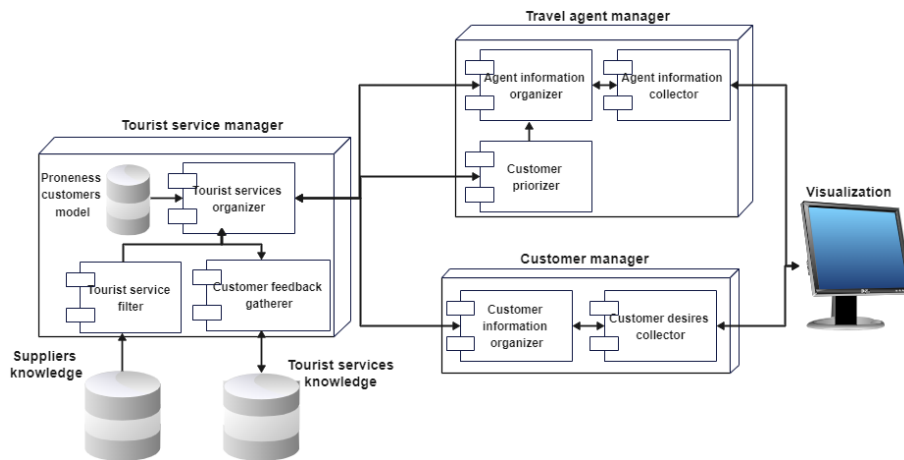 Travel agent manager
Agent information
organizer
Agent information
collector
Customer
priorizer
Tourist service manager
Proneness
customers
model
Tourist services
organizer
Tourist service
filter
Customer feedback
gatherer
Suppliers
knowledge
Tourist services
knowledge
Customer manager
Customer
information
organizer
Customer desires
collector
Visualization